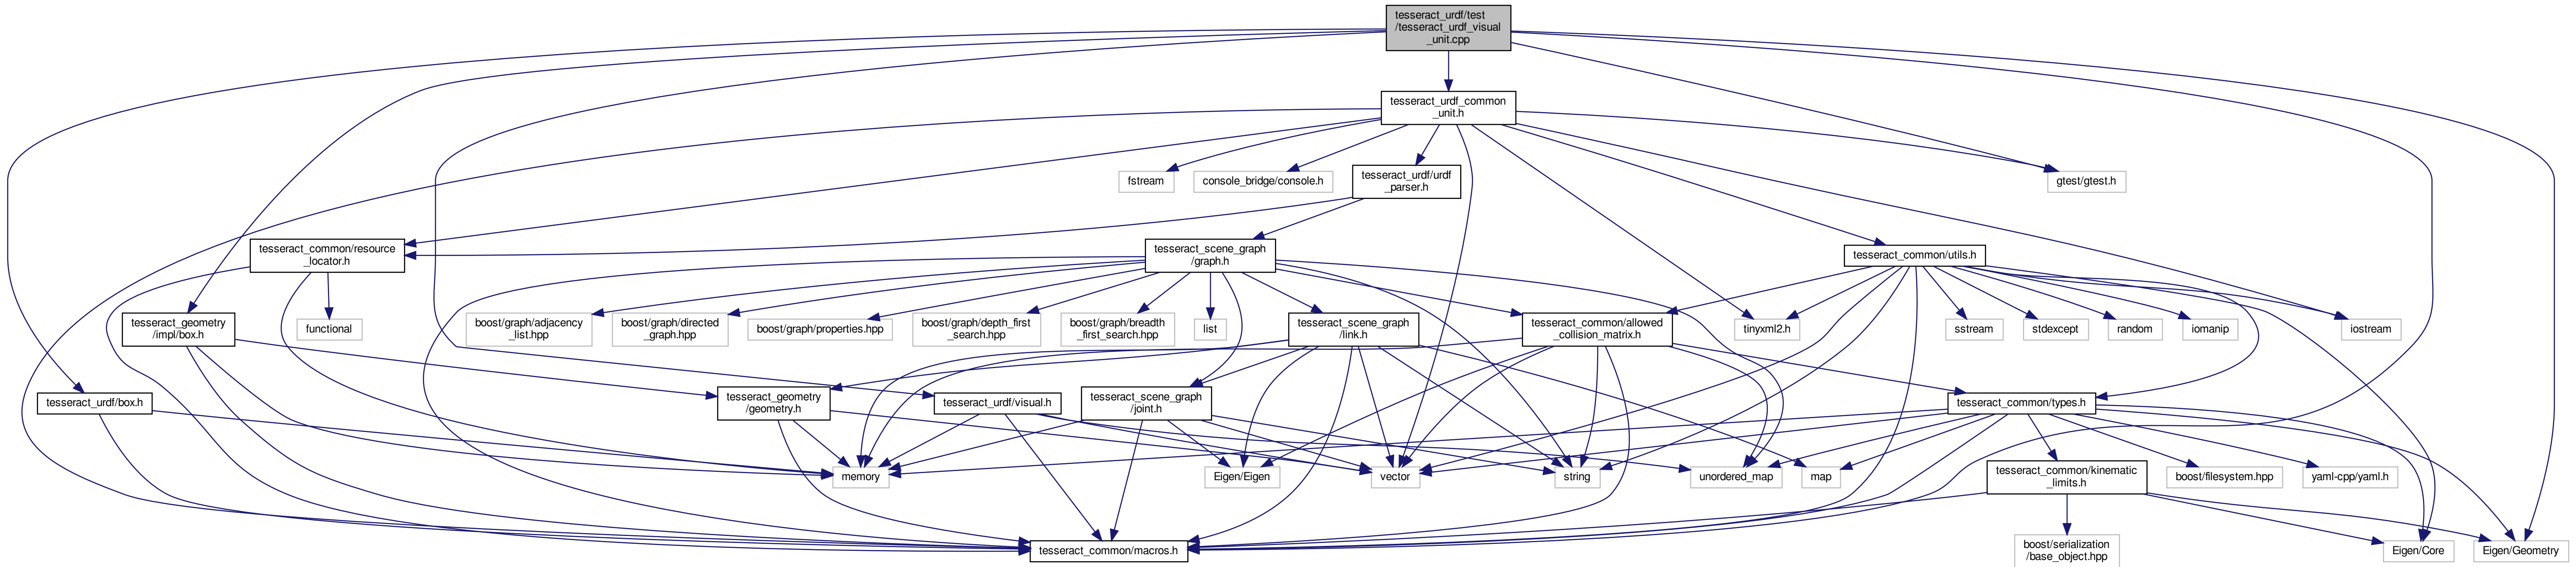 tesseract_urdf/test
/tesseract_urdf_visual
_unit.cpp
tesseract_urdf_common
_unit.h
fstream
console_bridge/console.h
tesseract_urdf/urdf
_parser.h
gtest/gtest.h
tesseract_common/resource
_locator.h
tesseract_scene_graph
/graph.h
tesseract_common/utils.h
tesseract_geometry
/impl/box.h
functional
boost/graph/adjacency
_list.hpp
boost/graph/directed
_graph.hpp
boost/graph/properties.hpp
boost/graph/depth_first
_search.hpp
boost/graph/breadth
_first_search.hpp
list
tesseract_scene_graph
/link.h
tesseract_common/allowed
_collision_matrix.h
tinyxml2.h
sstream
stdexcept
random
iomanip
iostream
tesseract_urdf/box.h
tesseract_geometry
/geometry.h
tesseract_urdf/visual.h
tesseract_scene_graph
/joint.h
tesseract_common/types.h
memory
Eigen/Eigen
vector
string
unordered_map
map
tesseract_common/kinematic
_limits.h
boost/filesystem.hpp
yaml-cpp/yaml.h
tesseract_common/macros.h
boost/serialization
/base_object.hpp
Eigen/Core
Eigen/Geometry